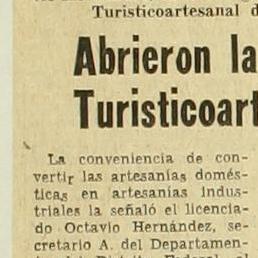 Turisticoartesanal d
Abrieron la
Turisticoart
La conveniencia de con-
vertir las artesanías domés-
ticas en artesanías indus-
triales la señaló el licencia-
do Octavio Hernández, se-
cretario A. del Departamen-